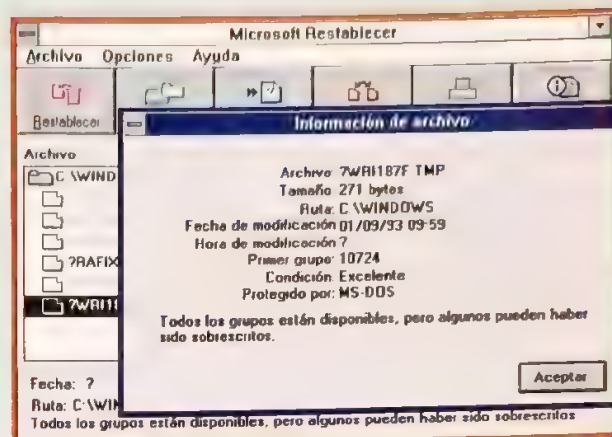 Microsoft Restablecer
Archivo Opciones Ayuda
Restablecer
Información de archivo
Archivo
C:\WIND
?RAFIX
?WRI1
Archivo: ?WRI187F TMP
Tamaño: 271 bytes
Ruta: C:\WINDOWS
Fecha de modificación 01/09/93 09-59
Hora de modificación ?
Primer grupo: 10724
Condición: Excelente
Protegido por: MS-DOS
Todos los grupos están disponibles, pero algunos pueden haber
sido sobrescritos.
Aceptar
Fecha: ?
Ruta: C:\WIN
Todos los grupos están disponibles, pero algunos pueden haber sido sobrescritos